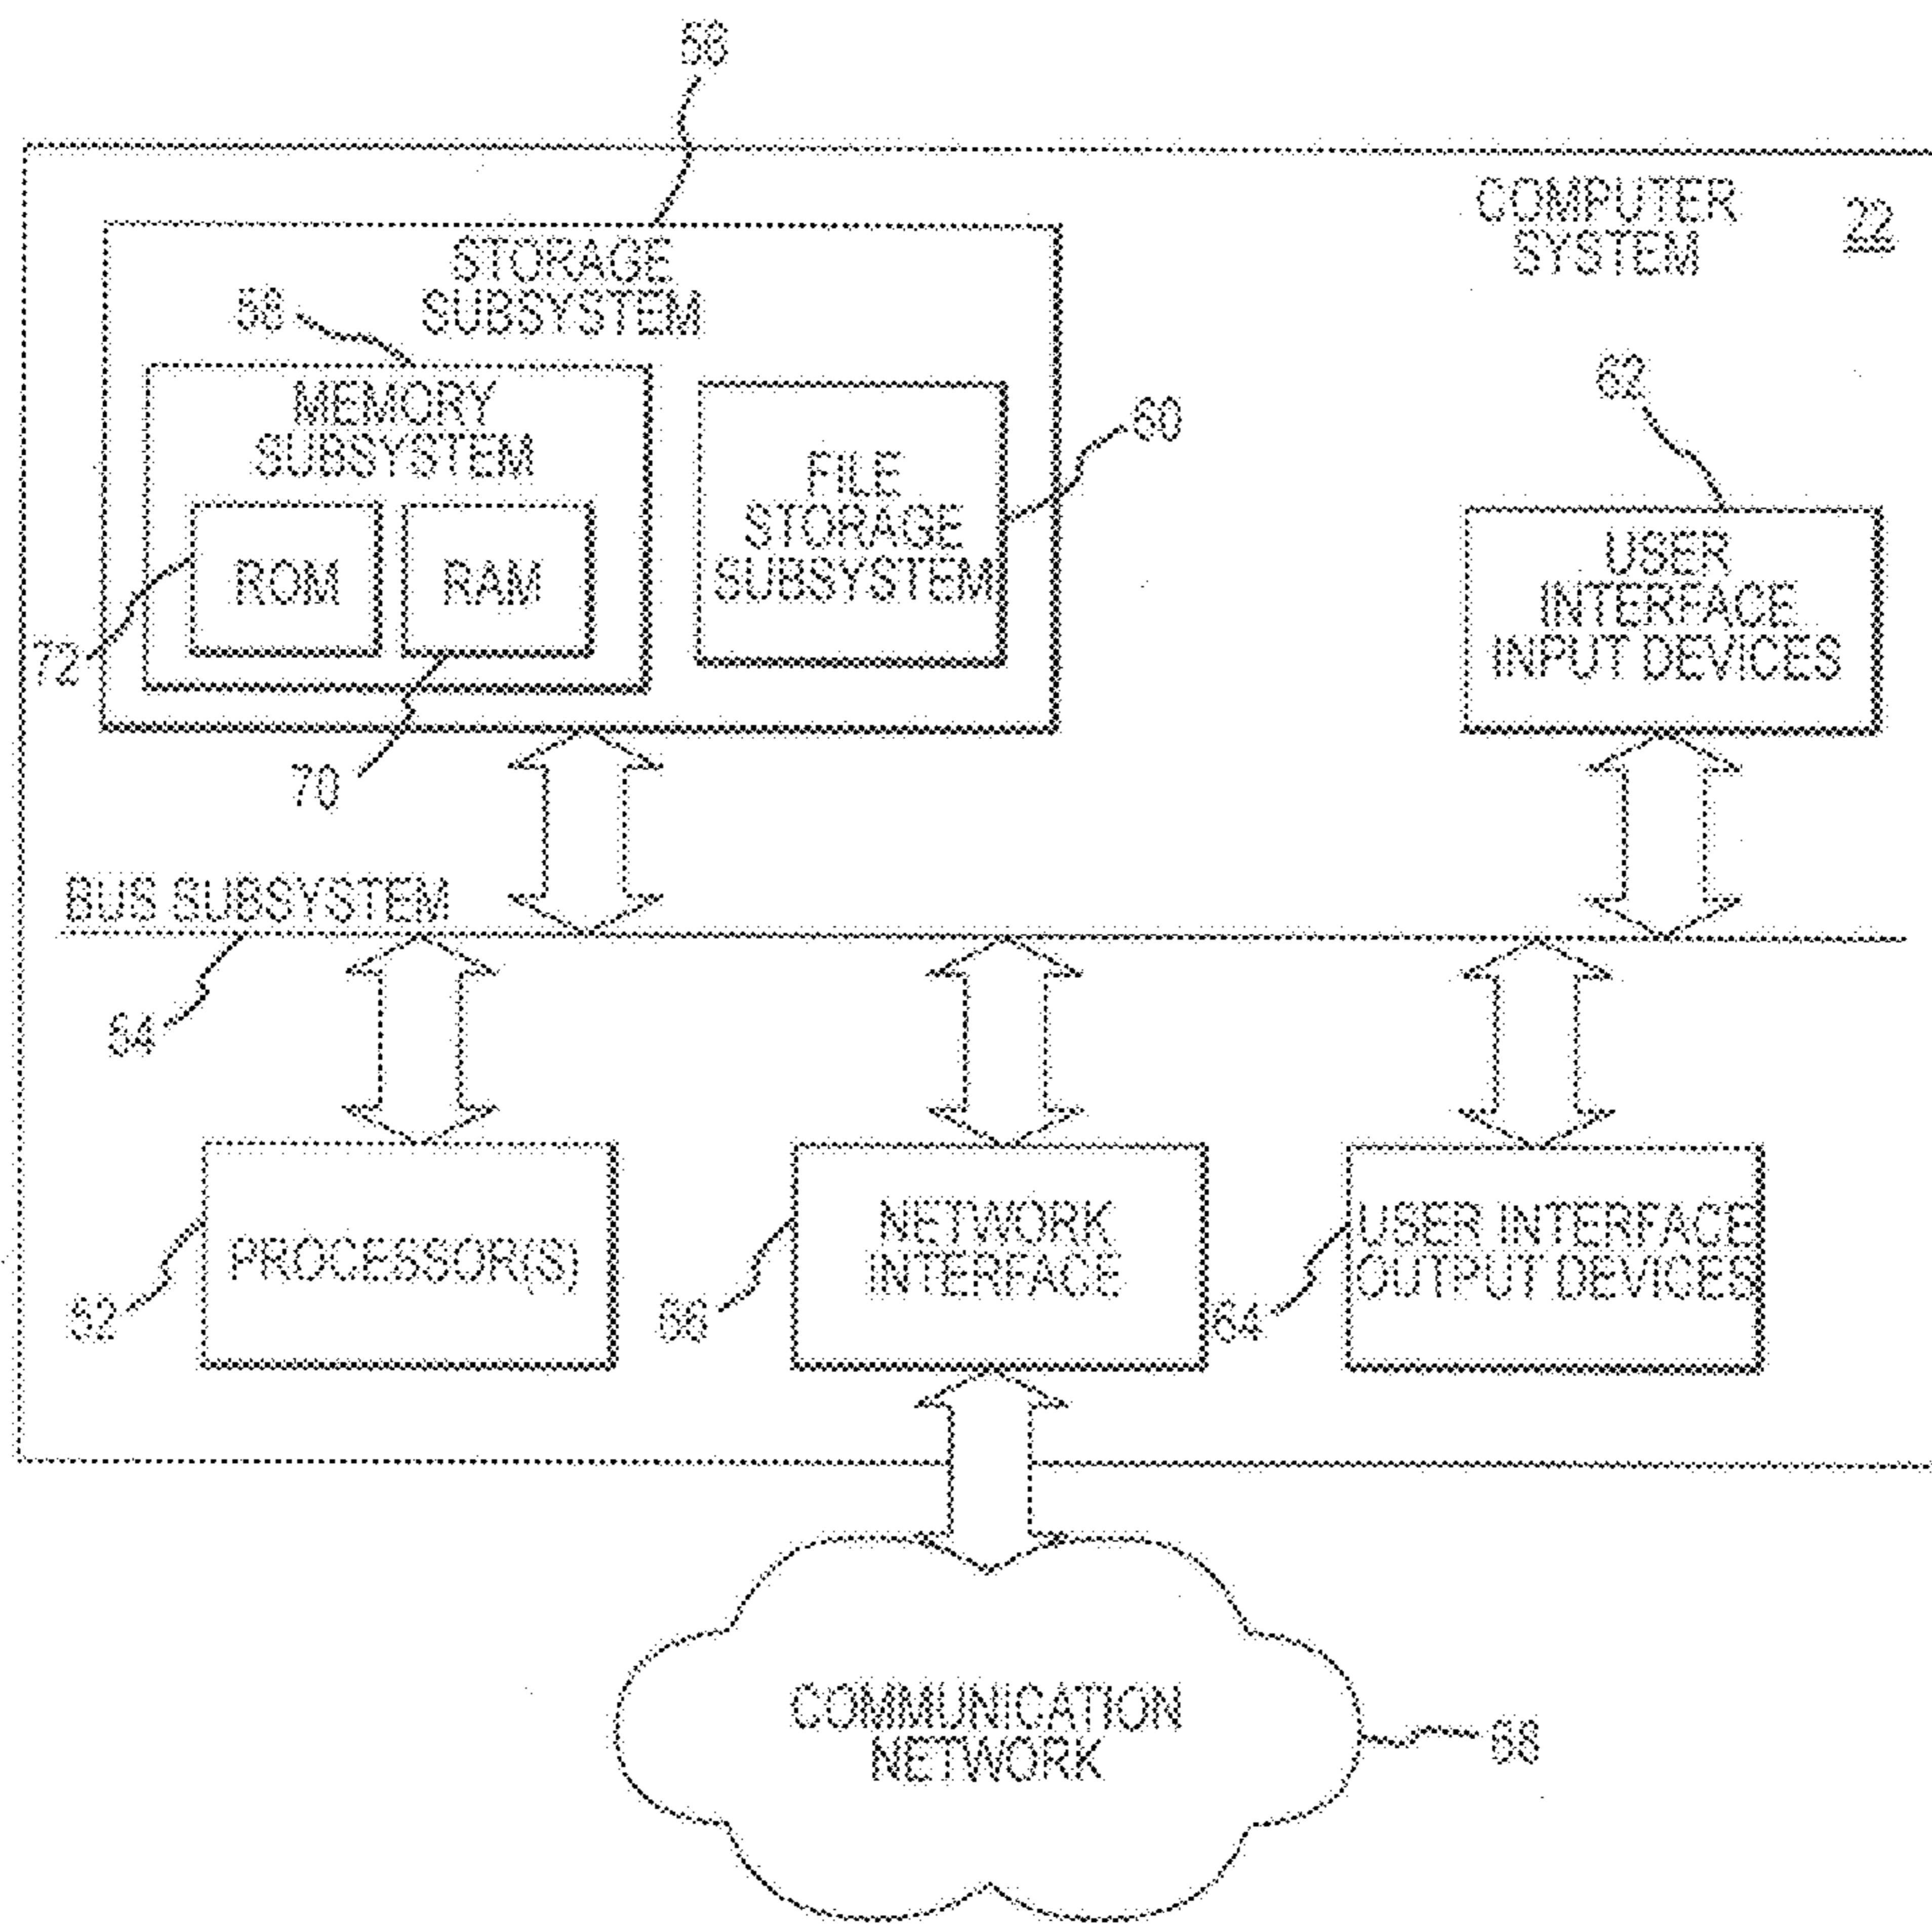 56
COMPUTER
SYSTEM
22
STORAGE
SUBSYSTEM
58
MEMORY
SUBSYSTEM
62
60
FILE
STORAGE
SUBSYSTEM
ROM
RAM
USER
INTERFACE
INPUT DEVICES
72
70
BUS SUBSYSTEM
54
PROCESSOR(S)
NETWORK
INTERFACE
USER INTERFACE
OUTPUT DEVICES
52
66
64
COMMUNICATION
NETWORK
68